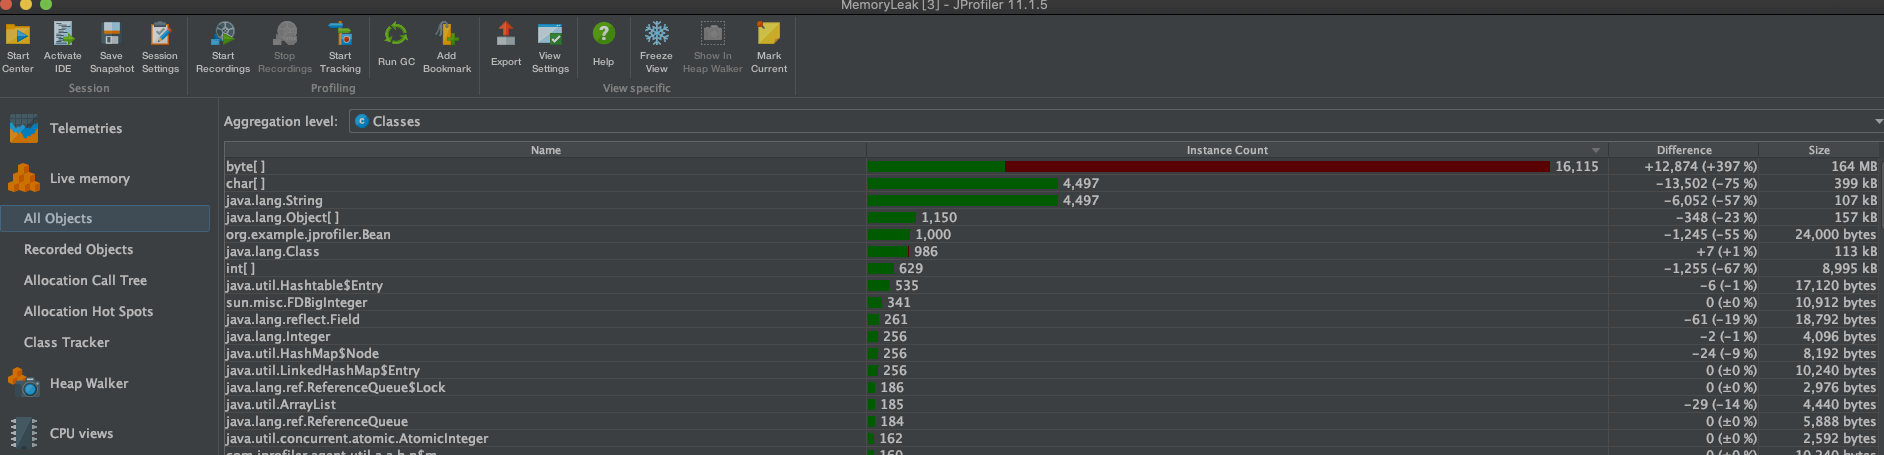 MemoryLeak [3] - JProfiler 11.1.5
Start Center
Activate IDE
Save Snapshot
Session Settings
Start Recordings
Stop Recordings
Start Tracking
Run GC
Add Bookmark
Export
View Settings
Help
Freeze View
Show In Heap Walker
Mark Current
Session
Profiling
View specific
Telemetries
Live memory
All Objects
Recorded Objects
Allocation Call Tree
Allocation Hot Spots
Class Tracker
Heap Walker
CPU views
Aggregation level: Classes
Name Instance Count Difference Size
byte[ ] 16,115 +12,874 (+397 %) 164 MB
char[ ] 4,497 -13,502 (-75 %) 399 kB
java.lang.String 4,497 -6,052 (-57 %) 107 kB
java.lang.Object[ ] 1,150 -348 (-23 %) 157 kB
org.example.jprofiler.Bean 1,000 -1,245 (-55 %) 24,000 bytes
java.lang.Class 986 +7 (+1 %) 113 kB
int[ ] 629 -1,255 (-67 %) 8,995 kB
java.util.Hashtable$Entry 535 -6 (-1 %) 17,120 bytes
sun.misc.FDBigInteger 341 0 (±0 %) 10,912 bytes
java.lang.reflect.Field 261 -61 (-19 %) 18,792 bytes
java.lang.Integer 256 -2 (-1 %) 4,096 bytes
java.util.HashMap$Node 256 -24 (-9 %) 8,192 bytes
java.util.LinkedHashMap$Entry 256 0 (±0 %) 10,240 bytes
java.lang.ref.ReferenceQueue$Lock 186 0 (±0 %) 2,976 bytes
java.util.ArrayList 185 -29 (-14 %) 4,440 bytes
java.lang.ref.ReferenceQueue 184 0 (±0 %) 5,888 bytes
java.util.concurrent.atomic.AtomicInteger 162 0 (±0 %) 2,592 bytes
160 0 (±0 %) 10,240 bytes